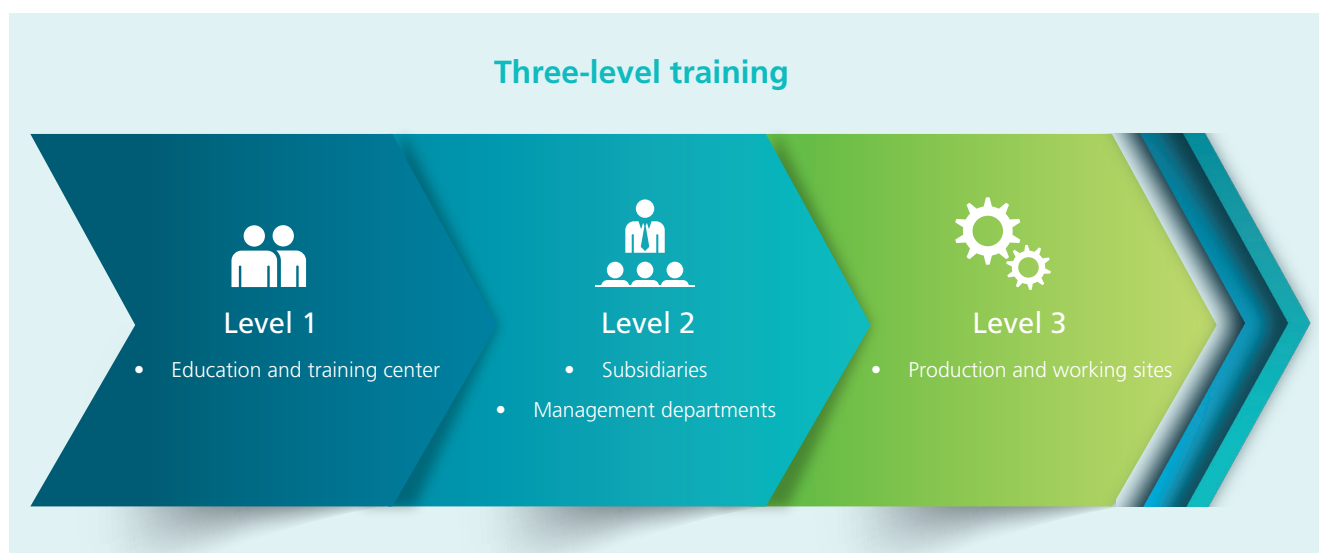 Three-level training
Level 1
• Education and training center
Level 2
• Subsidiaries
• Management departments
Level 3
• Production and working sites